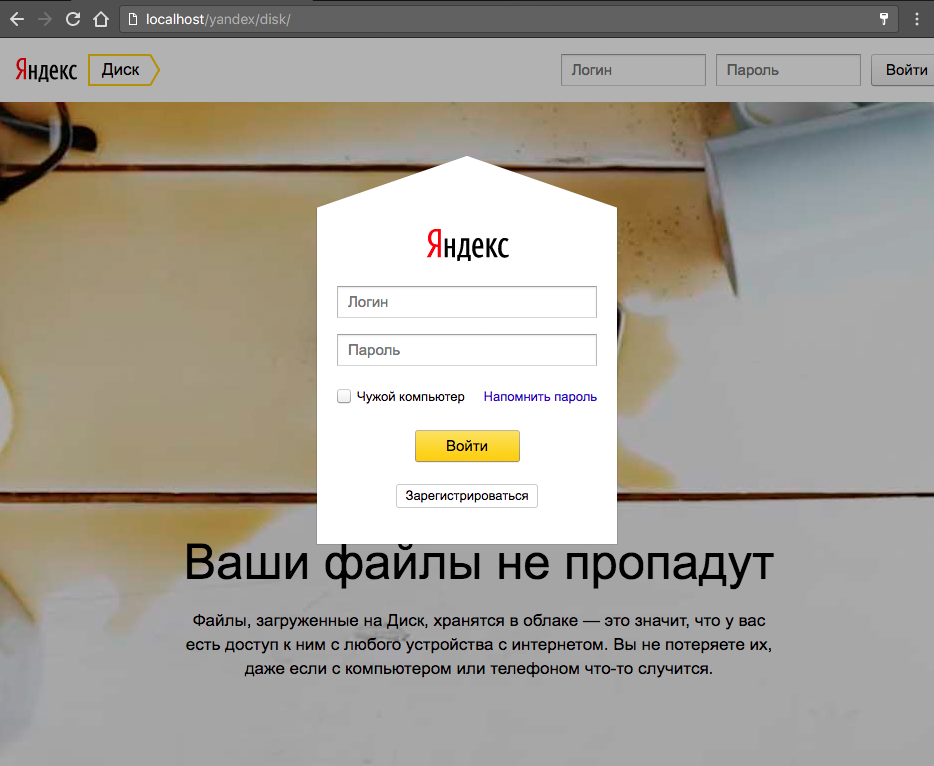 localhost/yandex/disk/
Яндекс Диск Логин Пароль Войти
Яндекс
Логин
Пароль
Чужой компьютер Напомнить пароль
Войти
Зарегистрироваться
Ваши файлы не пропадут
Файлы, загруженные на Диск, хранятся в облаке — это значит, что у вас
есть доступ к ним с любого устройства с интернетом. Вы не потеряете их,
даже если с компьютером или телефоном что-то случится.